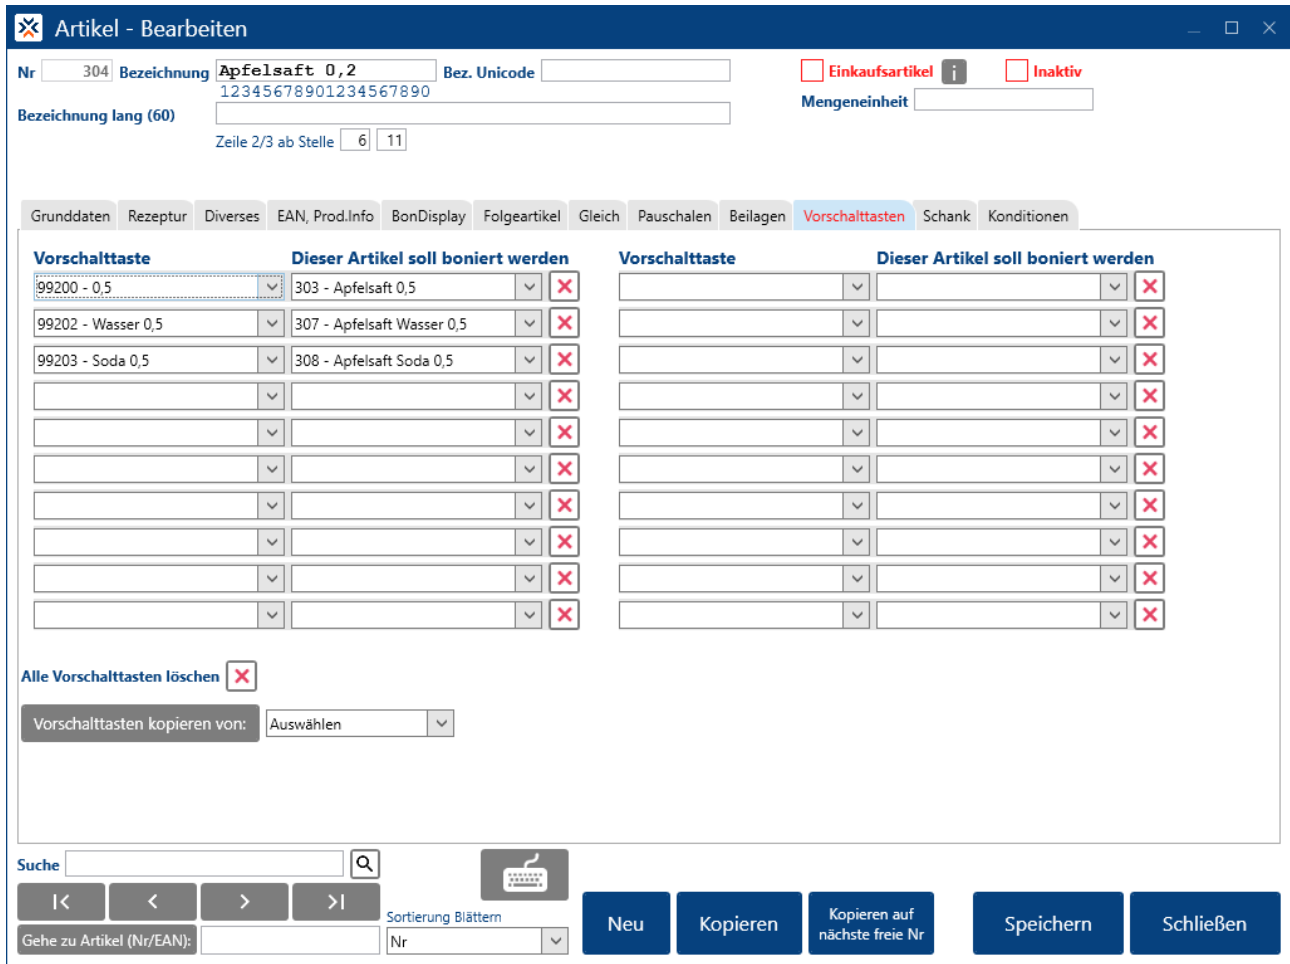 Artikel - Bearbeiten
Nr 304 Bezeichnung Apfelsaft 0,2 Bez. Unicode Einkaufsartikel i Inaktiv
12345678901234567890
Mengeneinheit
Bezeichnung lang (60)
Zeile 2/3 ab Stelle 6 11
Grunddaten Rezeptur Diverses EAN, Prod.Info BonDisplay Folgeartikel Gleich Pauschalen Beilagen Vorschalttasten Schank Konditionen
Vorschalttaste Dieser Artikel soll boniert werden Vorschalttaste Dieser Artikel soll boniert werden
99200 - 0,5 303 - Apfelsaft 0,5
99202 - Wasser 0,5 307 - Apfelsaft Wasser 0,5
99203 - Soda 0,5 308 - Apfelsaft Soda 0,5
Alle Vorschalttasten löschen
Vorschalttasten kopieren von: Auswählen
Suche
Sortierung Blättern
Gehe zu Artikel (Nr/EAN): Nr
Neu Kopieren Kopieren auf
nächste freie Nr Speichern Schließen